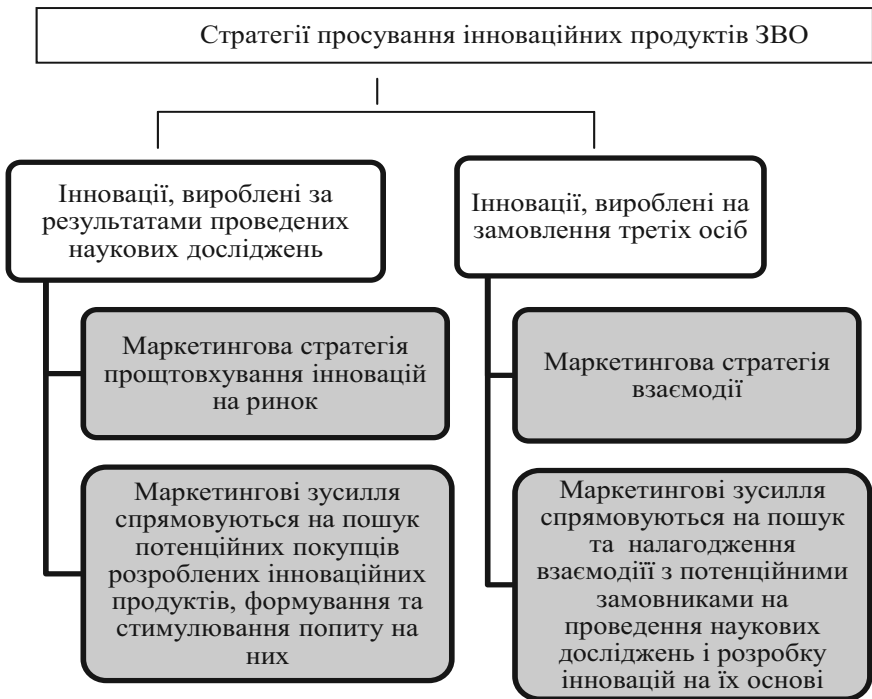 Стратегії просування інноваційних продуктів ЗВО
Інновації, вироблені за
результатами проведених
наукових досліджень
Маркетингова стратегія
прощтовхування інновацій
на ринок
Маркетингові зусилля
спрямовуються на пошук
потенційних покупців
розроблених інноваційних
продуктів, формування та
стимулювання попиту на
них
Інновації, вироблені на
замовлення третіх осіб
Маркетингова стратегія
взаємодії
Маркетингові зусилля
спрямовуються на пошук
та налагодження
взаємодіїї з потенційними
замовниками на
проведення наукових
досліджень і розробку
інновацій на їх основі